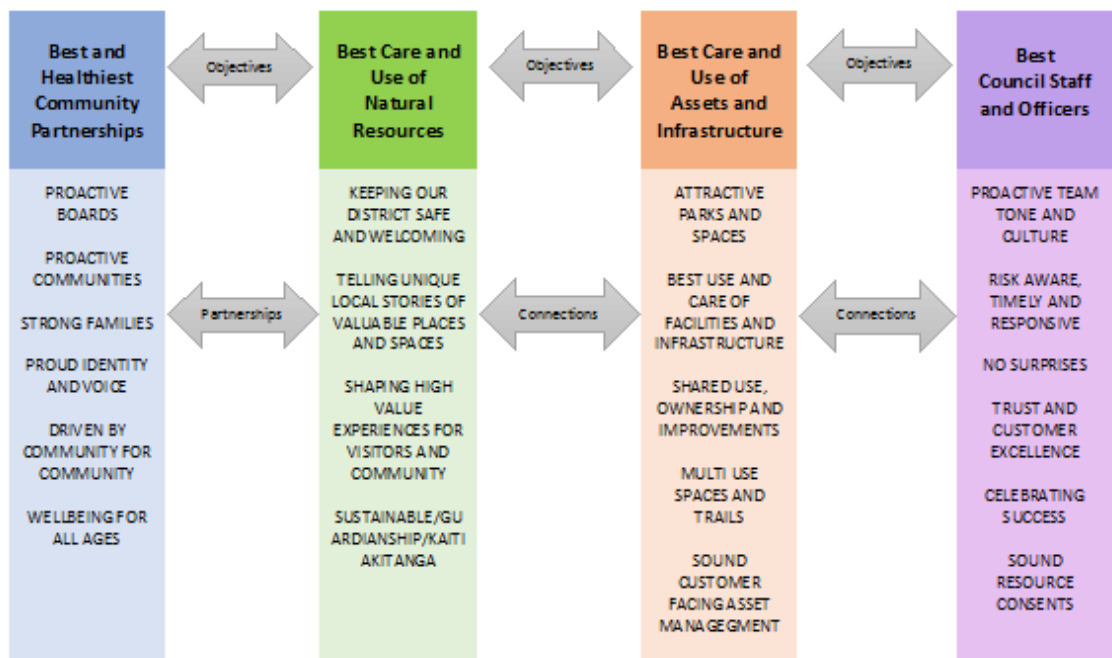 Best and
Healthiest
Community
Partnerships
Objectives
Best Care and
Use of
Natural
Resources
Objectives
Best Care and
Use of
Assets and
Infrastructure
Objectives
Best
Council Staff
and Officers
PROACTIVE
BOARDS
PROACTIVE
COMMUNITIES
STRONG FAMILIES
PROUD IDENTITY
AND VOICE
DRIVEN BY
COMMUNITY FOR
COMMUNITY
WELLBEING FOR
ALL AGES
Partnerships
KEEPING OUR
DISTRICT SAFE
AND WELCOMING
TELLING UNIQUE
LOCAL STORIES OF
VALUABLE PLACES
AND SPACES
SHAPING HIGH
VALUE
EXPERIENCES FOR
VISITORS AND
COMMUNITY
SUSTAINABLE/GU
ARDIANSHIP/KAITI
AKITANGA
Connections
ATTRACTIVE
PARKS AND
SPACES
BEST USE AND
CARE OF
FACILITIES AND
INFRASTRUCTURE
SHARED USE,
OWNERSHIP AND
IMPROVEMENTS
MULTI USE
SPACES AND
TRAILS
SOUND
CUSTOMER
FACING ASSET
MANAGEGMENT
Connections
PROACTIVE TEAM
TONE AND
CULTURE
RISK AWARE,
TIMELY AND
RESPONSIVE
NO SURPRISES
TRUST AND
CUSTOMER
EXCELLENCE
CELEBRATING
SUCCESS
SOUND
RESOURCE
CONSENTS